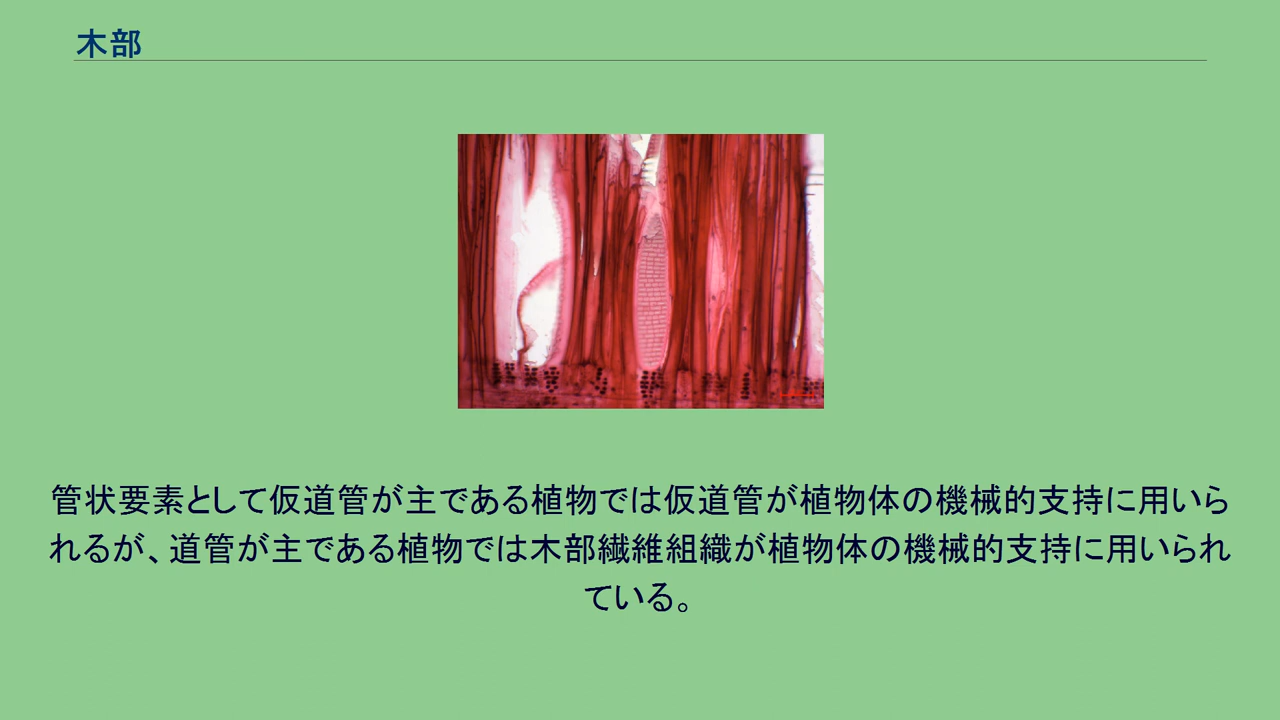 木部
管状要素として仮道管が主である植物では仮道管が植物体の機械的支持に用いら
れるが、道管が主である植物では木部繊維組織が植物体の機械的支持に用いられ
ている。